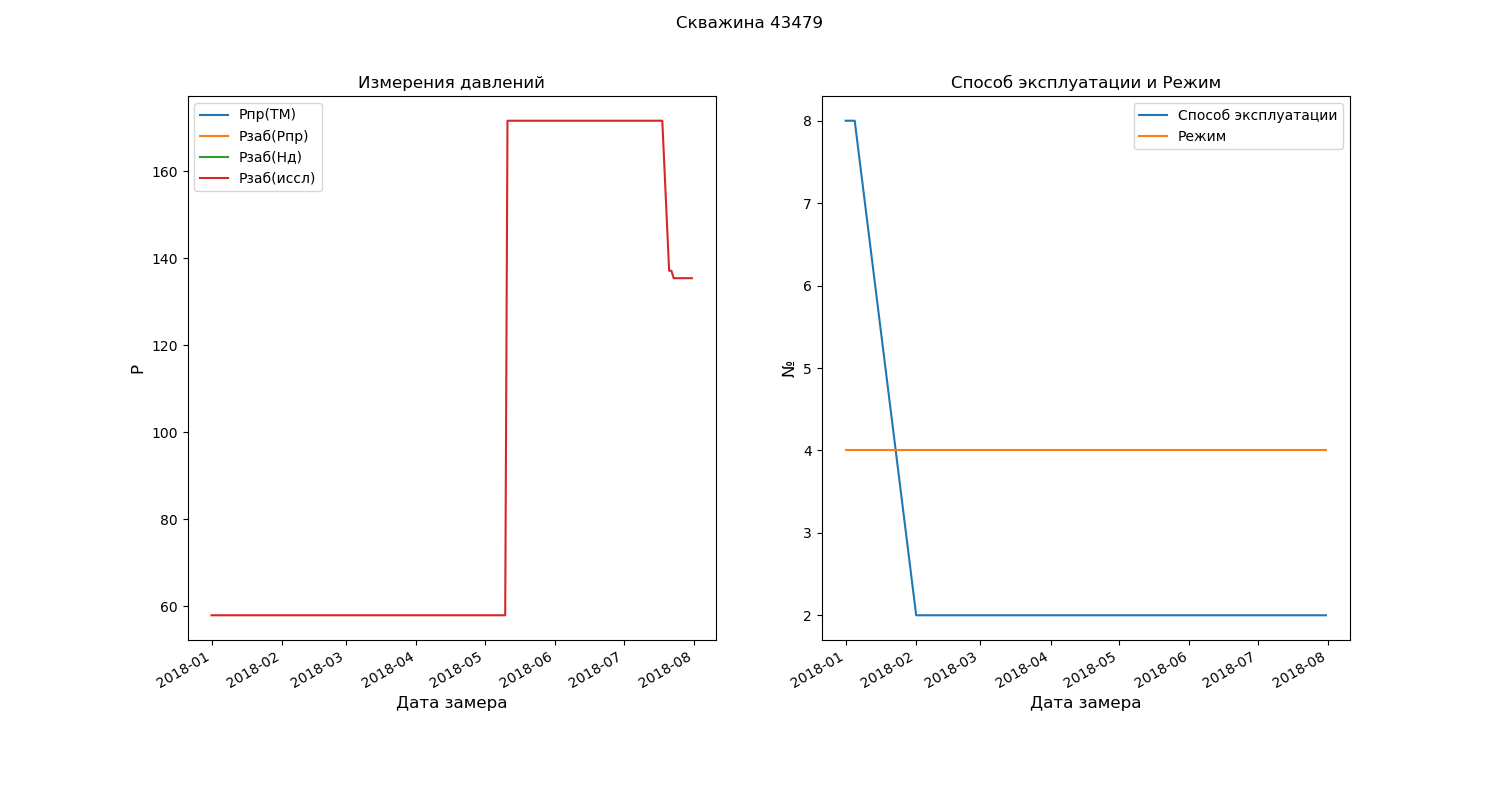 Скважина 43479
Измерения давлений
Рпр(ТМ)
Рзаб(Рпр)
Рзаб(Нд)
Рзаб(иссл)
160
140
120
100
80
60
Р
2018-01
2018-02
2018-03
2018-04
2018-05
2018-06
2018-07
2018-08
Дата замера
Способ эксплуатации и Режим
Способ эксплуатации
Режим
8
7
6
5
4
3
2
№
2018-01
2018-02
2018-03
2018-04
2018-05
2018-06
2018-07
2018-08
Дата замера